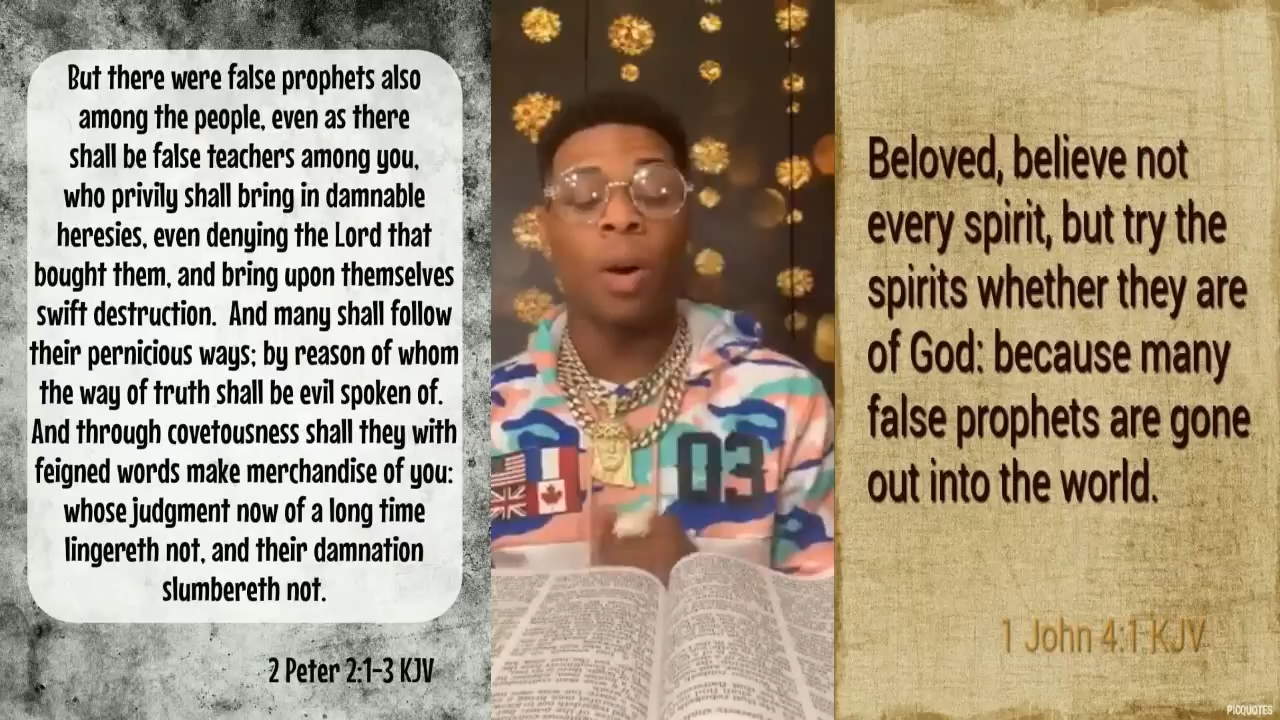 But there were false prophets also
among the people, even as there
shall be false teachers among you,
who privily shall bring in damnable
heresies, even denying the Lord that
bought them, and bring upon themselves
swift destruction. And many shall follow
their pernicious ways; by reason of whom
the way of truth shall be evil spoken of.
And through covetousness shall they with
feigned words make merchandise of you:
whose judgment now of a long time
lingereth not, and their damnation
slumbereth not.
2 Peter 2:1-3 KJV
03
Beloved, believe not
every spirit, but try the
spirits whether they are
of God: because many
false prophets are gone
out into the world.
1 John 4:1 KJV
PICQUOTES